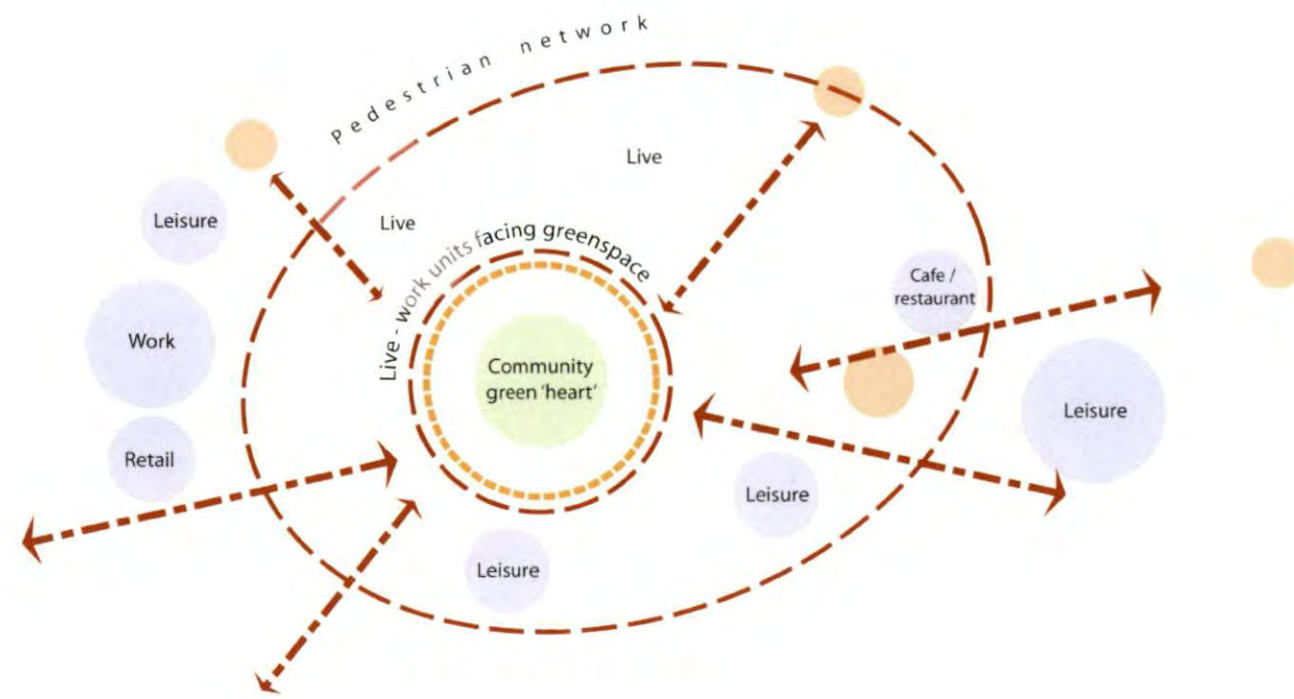 Pedestrian network
Live
Live
Leisure
Live - work units facing greenspace
Cafe /
restaurant
Work
Community
green 'heart'
Leisure
Retail
Leisure
Leisure